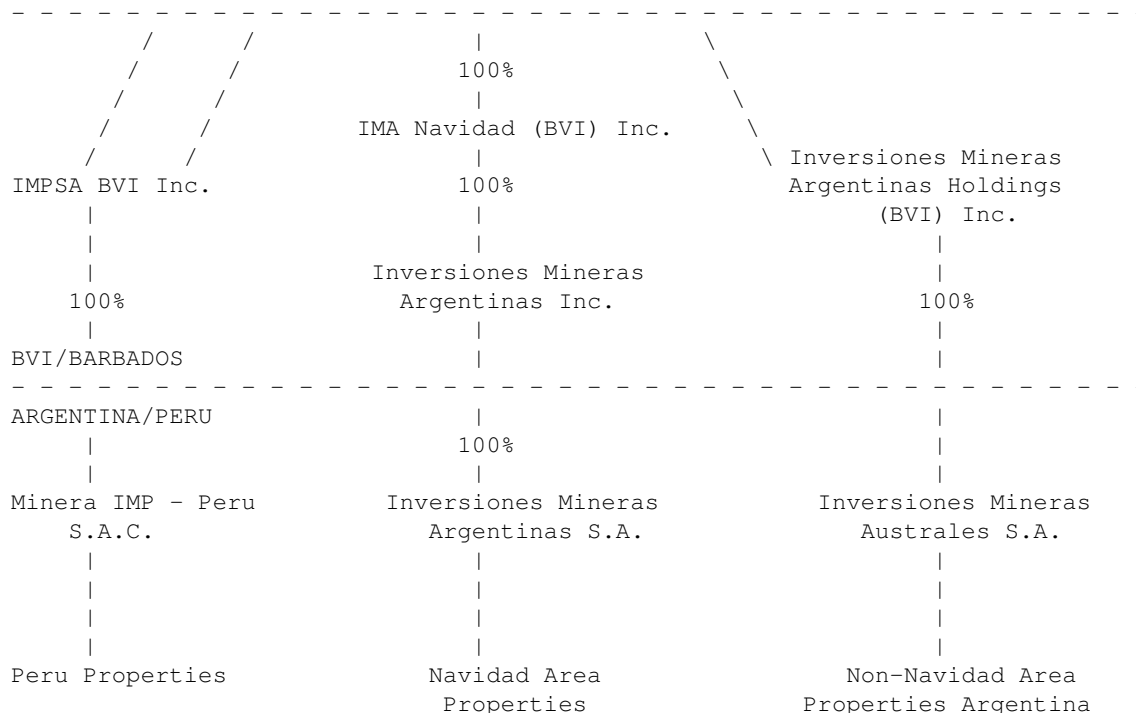 100%
IMA Navidad (BVI) Inc.
Inversiones Mineras
IMPSA BVI Inc. 100% Argentinas Holdings
(BVI) Inc.
Inversiones Mineras
100% Argentinas Inc. 100%
BVI/BARBADOS
ARGENTINA/PERU
100%
Minera IMP - Peru Inversiones Mineras Inversiones Mineras
S.A.C. Argentinas S.A. Australes S.A.
Peru Properties Navidad Area Non-Navidad Area
Properties Properties Argentina